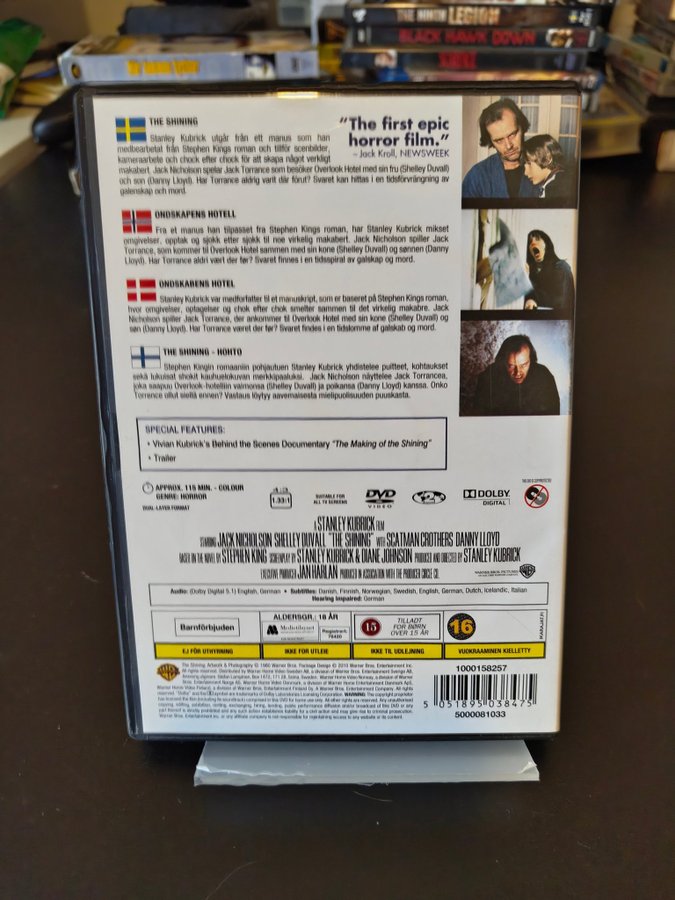 THE NINTH LEGION
BLACK HAWK DOWN
THE SHINING
Stanley Kubrick utgår från ett manus som han
medbearbetat från Stephen Kings roman och tillför scenbilder,
kameraarbete och chock efter chock för att skapa något verkligt
makabert. Jack Nicholson spelar Jack Torrance som besöker Overlook Hotel med sin fru (Shelley Duvall)
och son (Danny Lloyd). Har Torrance aldrig varit där förut? Svaret kan hittas i en tidsförvrängning av
galenskap och mord.
"The first epic
horror film."
– Jack Kroll, NEWSWEEK
ONDSKAPENS HOTELL
Fra et manus han tilpasset fra Stephen Kings roman, har Stanley Kubrick mikset
omgivelser, opptak og sjokk etter sjokk til noe virkelig makabert. Jack Nicholson spiller Jack
Torrance, som kommer til Overlook Hotel sammen med sin kone (Shelley Duvall) og sønnen (Danny
Lloyd). Har Torrance aldri vært der før? Svaret finnes i en tidsspiral av galskap og mord.
ONDSKABENS HOTEL
Stanley Kubrick var medforfatter til et manuskript, som er baseret på Stephen Kings roman,
hvor omgivelser, optagelser og chok efter chok smelter sammen til det virkelig makabre. Jack
Nicholson spiller Jack Torrance, der ankommer til Overlook Hotel med sin kone (Shelley Duvall) og
søn (Danny Lloyd). Har Torrance været der før? Svaret findes i en tidslomme af galskab og mord.
THE SHINING - HOHTO
Stephen Kingin romaaniin pohjautuen Stanley Kubrick yhdistelee puitteet, kohtaukset
sekä lukuisat shokit kauhuelokuvan merkkipaaluksi. Jack Nicholson näyttelee Jack Torrancea,
joka saapuu Overlook-hotelliin vaimonsa (Shelley Duvall) ja poikansa (Danny Lloyd) kanssa. Onko
Torrance ollut siellä ennen? Vastaus löytyy aavemaisesta mielipuolisuuden puuskasta.
SPECIAL FEATURES:
• Vivian Kubrick's Behind the Scenes Documentary "The Making of the Shining"
• Trailer
APPROX. 115 MIN. - COLOUR
GENRE: HORROR
DUAL-LAYER FORMAT
1.33:1
SUITABLE FOR
ALL TV SCREENS
DVD
VIDEO
2
DOLBY
DIGITAL
A STANLEY KUBRICK FILM
STARRING JACK NICHOLSON SHELLEY DUVALL "THE SHINING" WITH SCATMAN CROTHERS DANNY LLOYD
BASED ON THE NOVEL BY STEPHEN KING SCREENPLAY BY STANLEY KUBRICK & DIANE JOHNSON PRODUCED AND DIRECTED BY STANLEY KUBRICK
EXECUTIVE PRODUCER JAN HARLAN PRODUCED IN ASSOCIATION WITH THE PRODUCER CIRCLE CO.
Audio: (Dolby Digital 5.1) English, German • Subtitles: Danish, Finnish, Norwegian, Swedish, English, German, Dutch, Icelandic, Italian
Hearing Impaired: German
Barnförbjuden
ALDERSGR.: 18 ÅR
Medietilsynet
Registreringsnr.:
76420
15
TILLADT
FOR BØRN
OVER 15 ÅR
16
EJ FÖR UTHYRNING
IKKE FOR UTLEIE
IKKE TIL UDLEJNING
VUOKRAAMINEN KIELLETTY
1000158257
5 051895 038475
5000081033